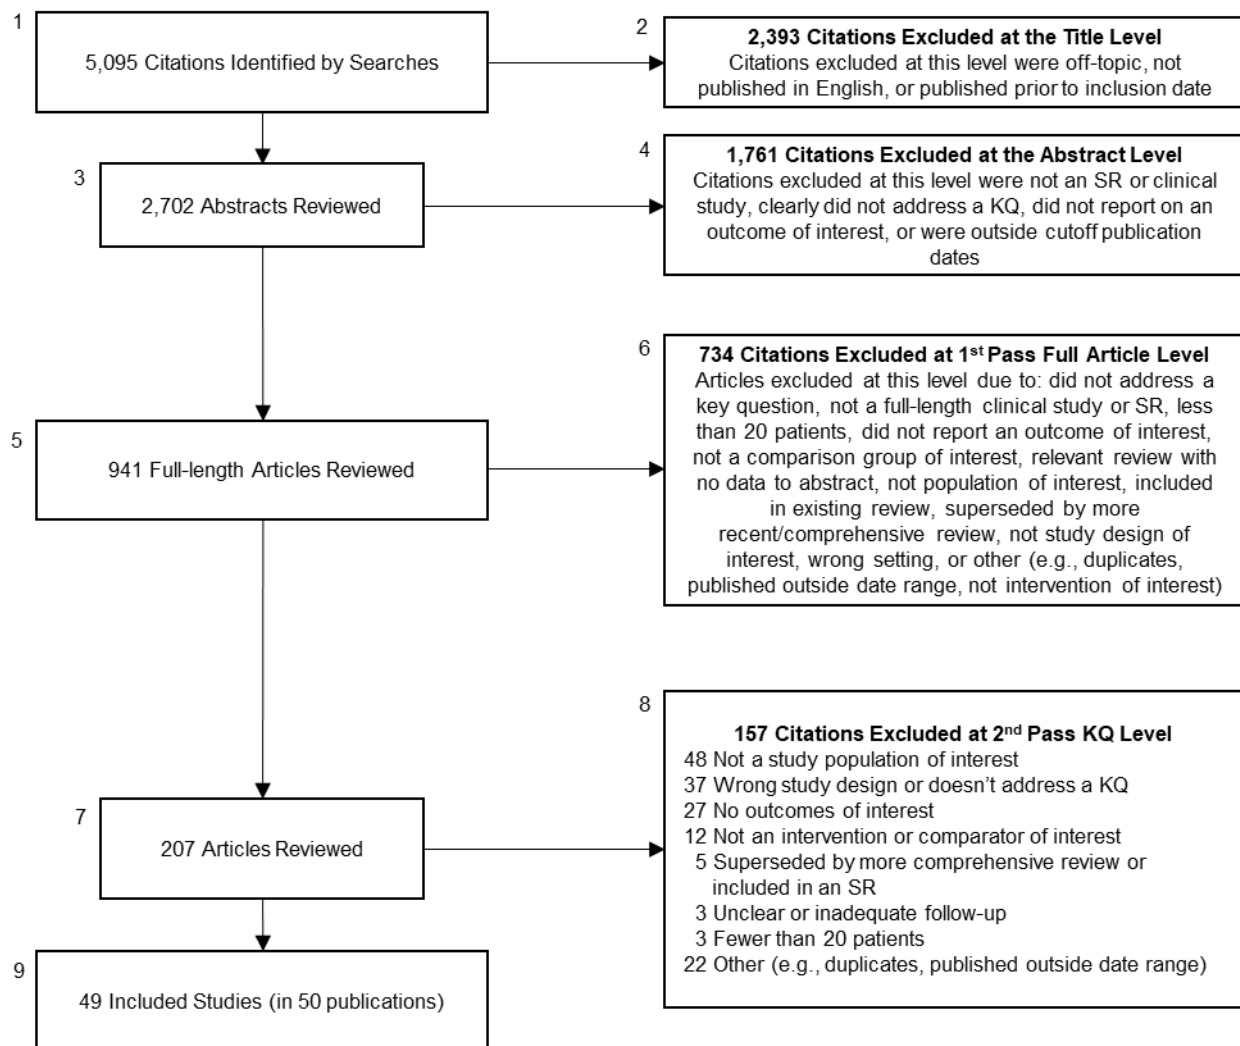 1
5,095 Citations Identified by Searches
2
2,393 Citations Excluded at the Title Level
Citations excluded at this level were off-topic, not
published in English, or published prior to inclusion date
3
2,702 Abstracts Reviewed
4
1,761 Citations Excluded at the Abstract Level
Citations excluded at this level were not an SR or clinical
study, clearly did not address a KQ, did not report on an
outcome of interest, or were outside cutoff publication
dates
5
941 Full-length Articles Reviewed
6
734 Citations Excluded at 1st Pass Full Article Level
Articles excluded at this level due to: did not address a
key question, not a full-length clinical study or SR, less
than 20 patients, did not report an outcome of interest,
not a comparison group of interest, relevant review with
no data to abstract, not population of interest, included
in existing review, superseded by more
recent/comprehensive review, not study design of
interest, wrong setting, or other (e.g., duplicates,
published outside date range, not intervention of interest)
7
207 Articles Reviewed
8
157 Citations Excluded at 2nd Pass KQ Level
48 Not a study population of interest
37 Wrong study design or doesn't address a KQ
27 No outcomes of interest
12 Not an intervention or comparator of interest
5 Superseded by more comprehensive review or
included in an SR
3 Unclear or inadequate follow-up
3 Fewer than 20 patients
22 Other (e.g., duplicates, published outside date range)
9
49 Included Studies (in 50 publications)